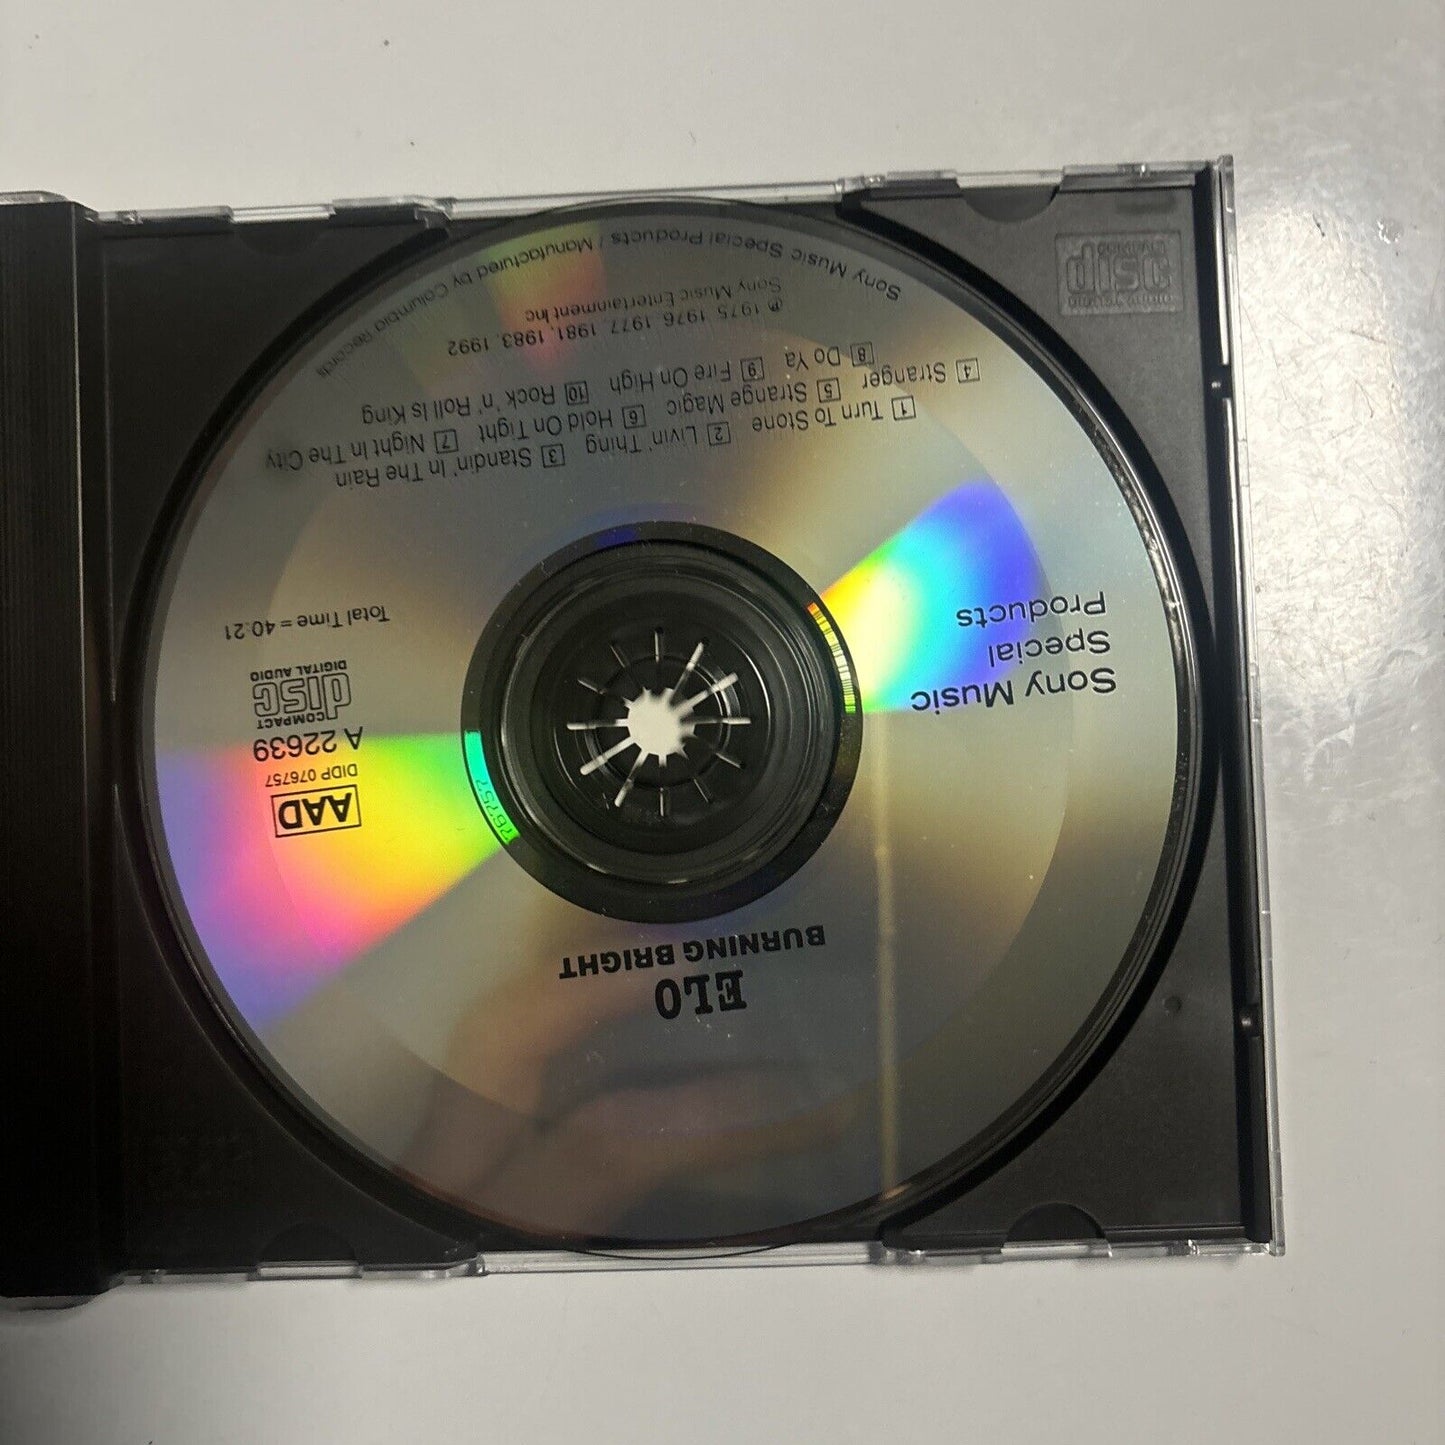 ELO
BURNING BRIGHT
Sony Music
Special
Products
AAD
DIDP 076757
A 22639
COMPACT
disc
DIGITAL AUDIO
Total Time = 40:21
1 Turn To Stone 2 Livin' Thing 3 Standin' In The Rain
4 Stranger 5 Strange Magic 6 Hold On Tight 7 Night In The City
8 Do Ya 9 Fire On High 10 Rock 'n' Roll Is King
℗ 1975, 1976, 1977, 1981, 1983, 1992
Sony Music Entertainment Inc
Sony Music Special Products / Manufactured by Columbia Records
76757
disc